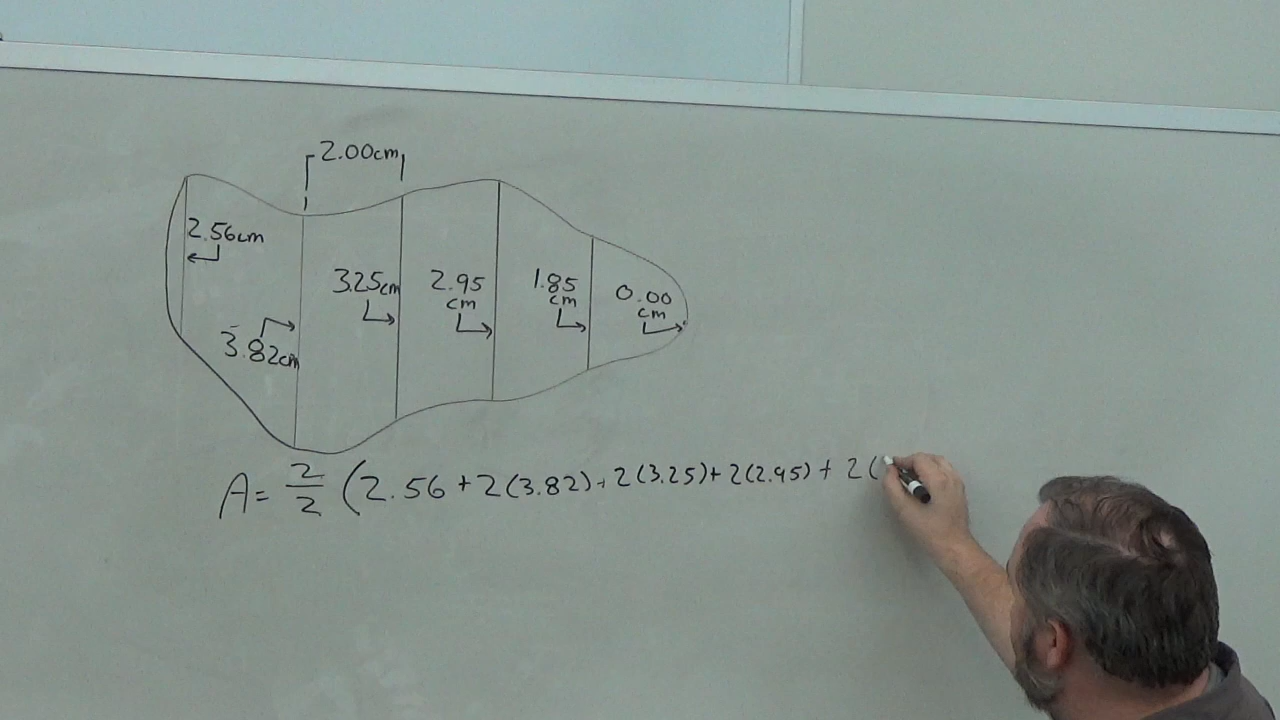 2.00cm
2.56cm
3.82cm
3.25cm
2.95
cm
1.85
cm
0.00
cm
A = 2/2 (2.56 + 2(3.82) + 2(3.25) + 2(2.95) + 2(